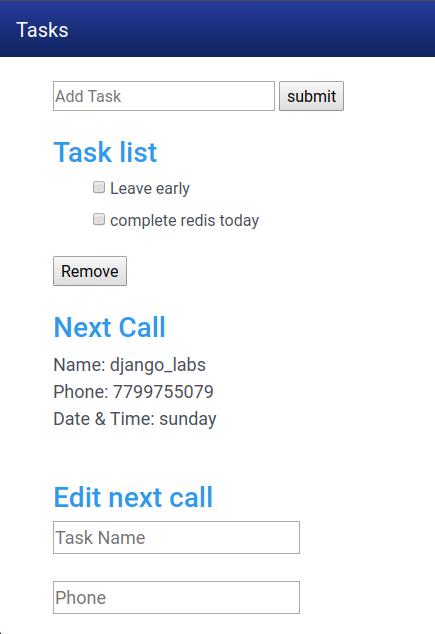 Tasks
Add Task submit
Task list
Leave early
complete redis today
Remove
Next Call
Name: django_labs
Phone: 7799755079
Date & Time: sunday
Edit next call
Task Name
Phone